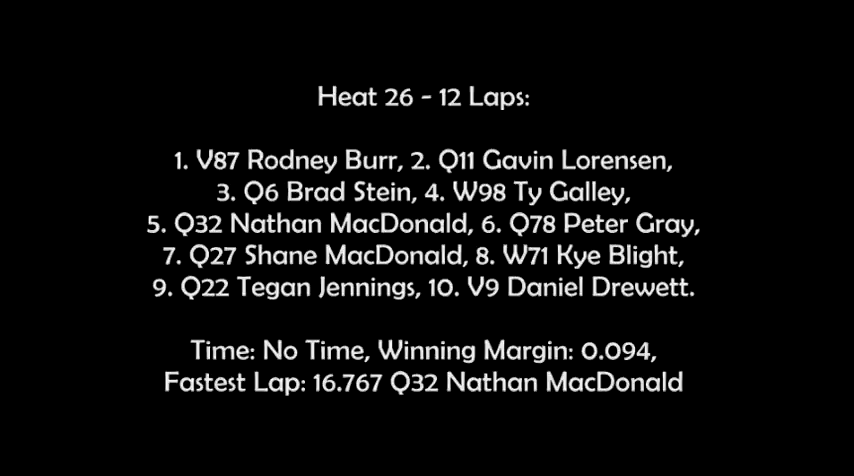 Heat 26 - 12 Laps:
1. V87 Rodney Burr, 2. Q11 Gavin Lorensen,
3. Q6 Brad Stein, 4. W98 Ty Galley,
5. Q32 Nathan MacDonald, 6. Q78 Peter Gray,
7. Q27 Shane MacDonald, 8. W71 Kye Blight,
9. Q22 Tegan Jennings, 10. V9 Daniel Drewett.
Time: No Time, Winning Margin: 0.094,
Fastest Lap: 16.767 Q32 Nathan MacDonald